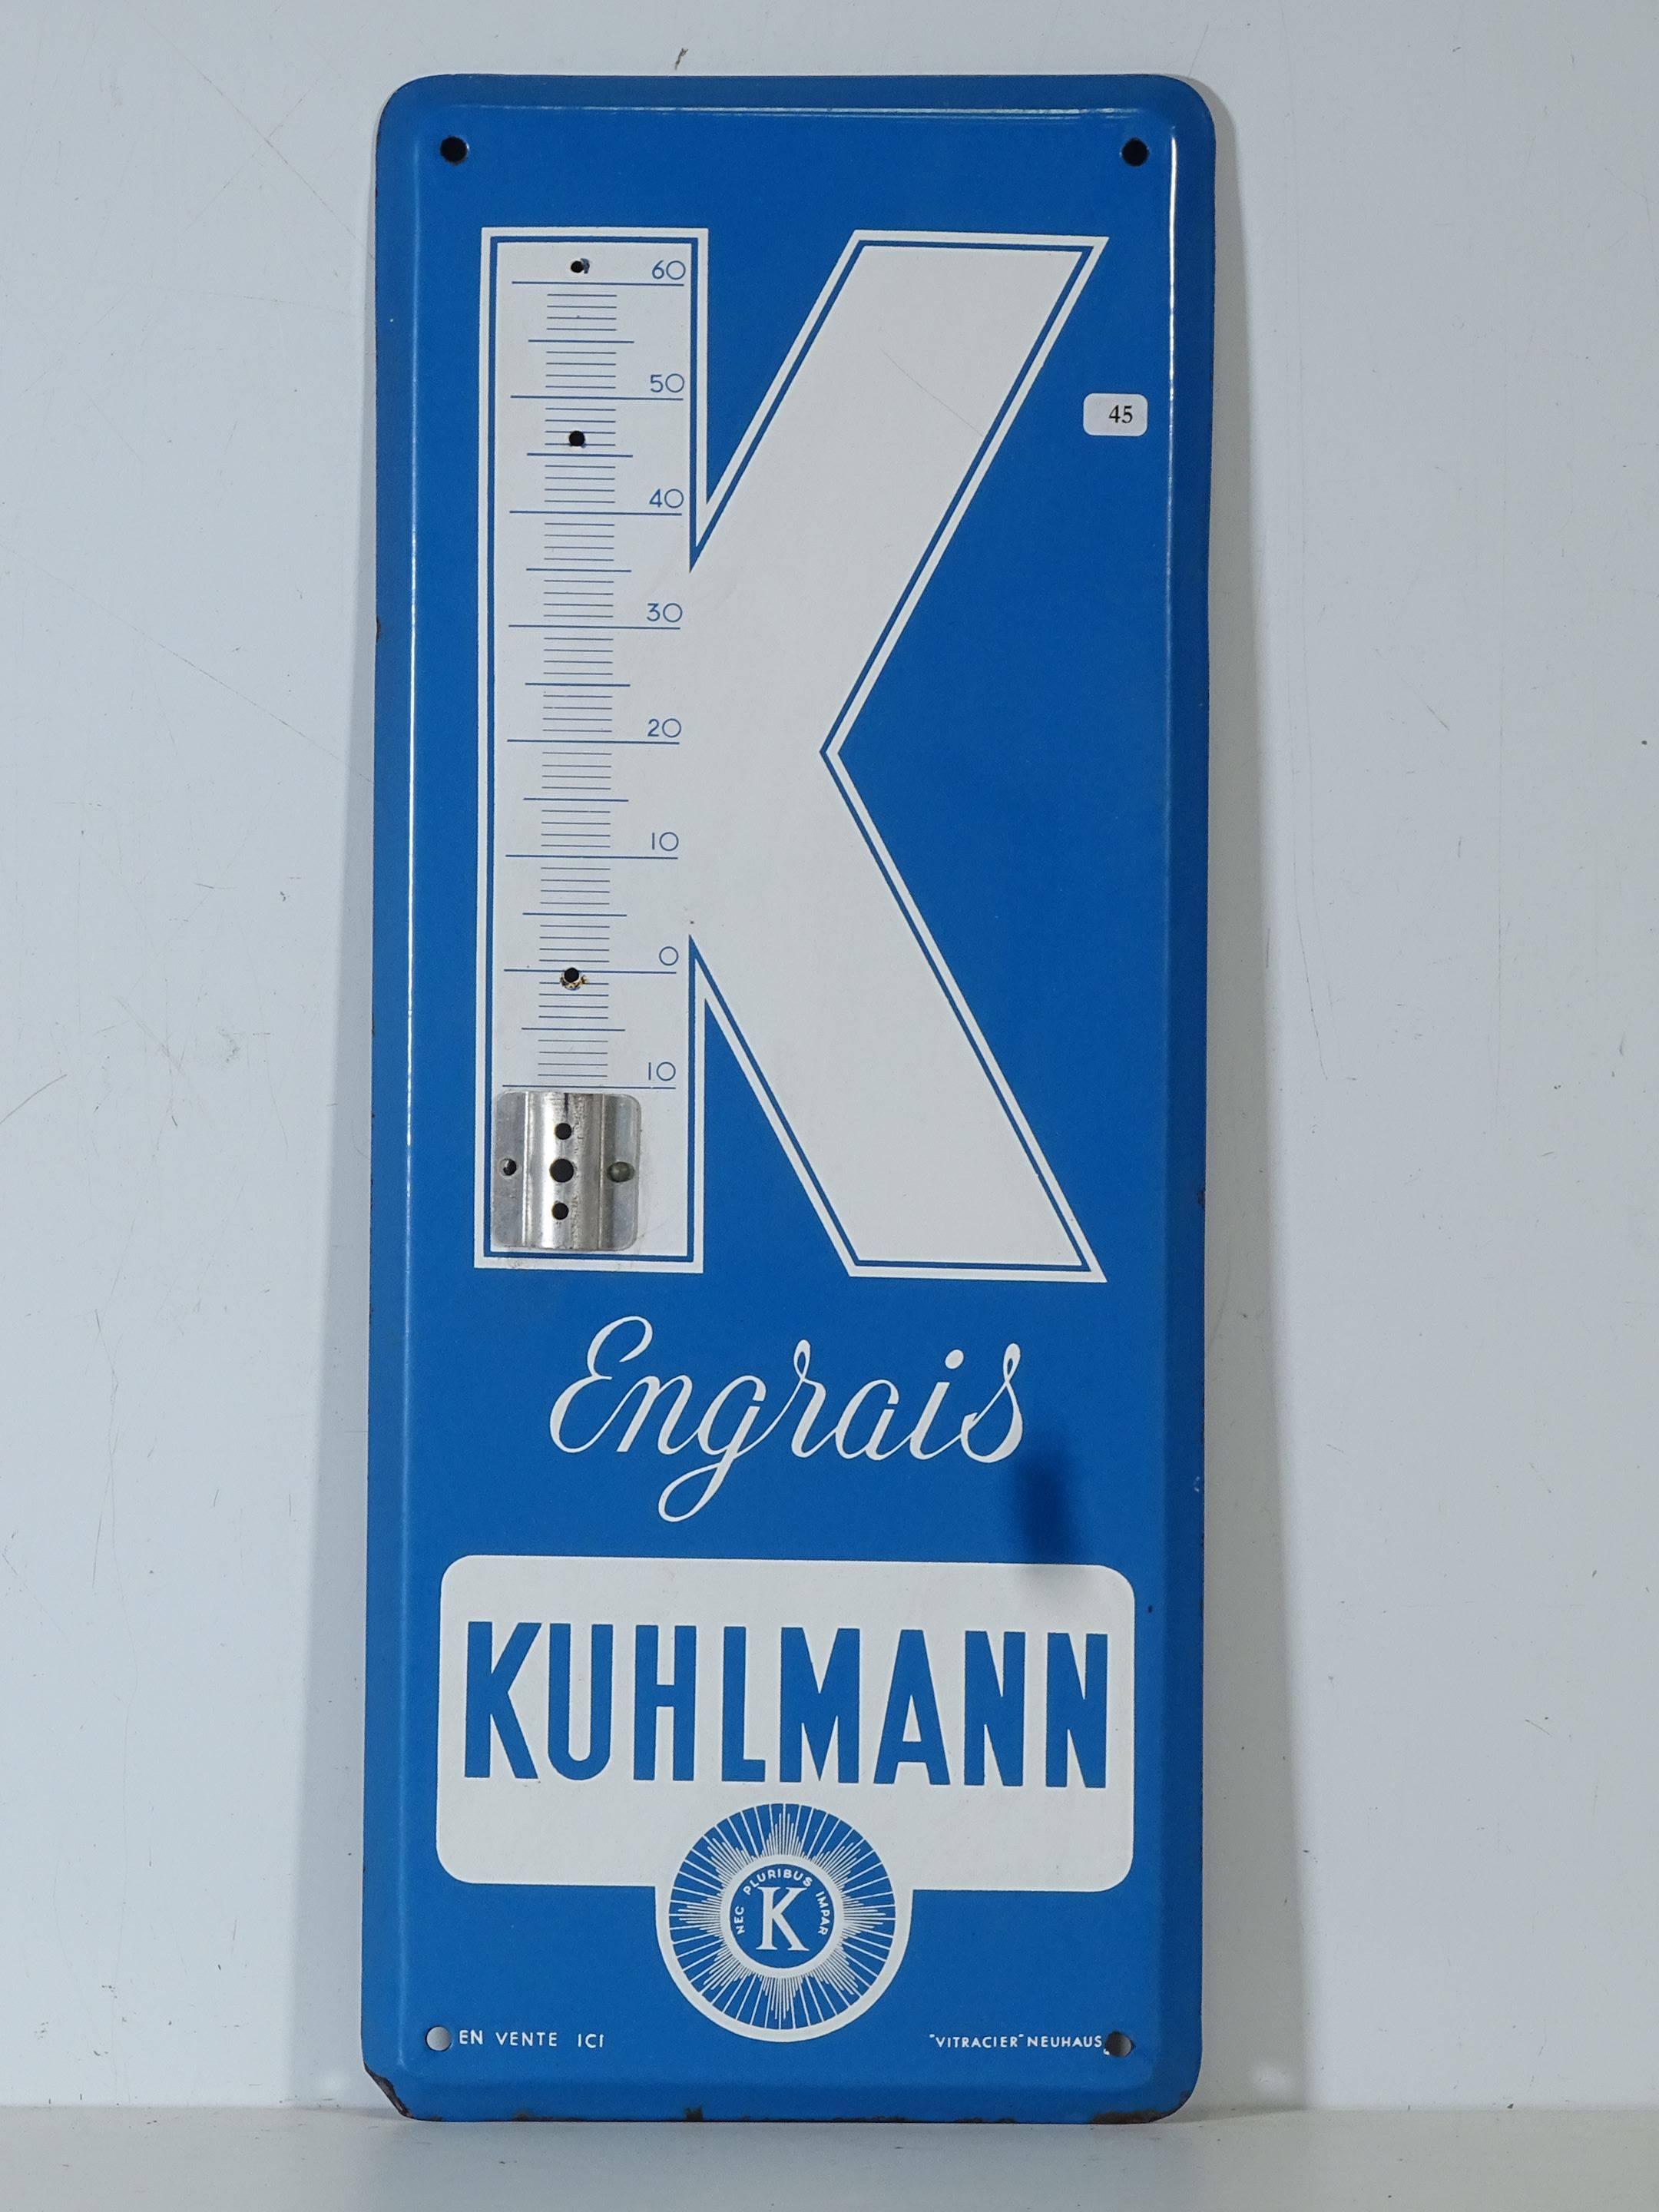 K
60
50
45
40
30
20
10
0
10
Engrais
KUHLMANN
NEC PLURIBUS IMPAR
K
EN VENTE ICI
"VITRACIER" NEUHAUS